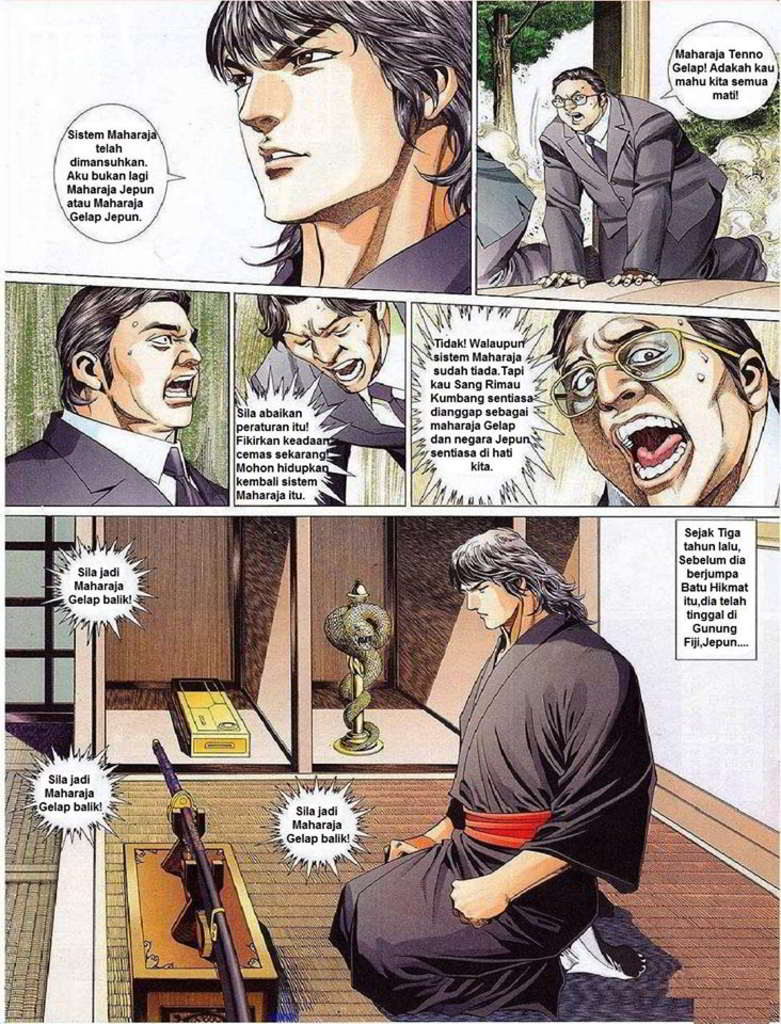 Sistem Maharaja
telah
dimansuhkan.
Aku bukan lagi
Maharaja Jepun
atau Maharaja
Gelap Jepun.
Maharaja Tenno
Gelap! Adakah kau
mahu kita semua
mati!
Sila abaikan
peraturan itu!
Fikirkan keadaan
cemas sekarang!
Mohon hidupkan
kembali sistem
Maharaja itu.
Tidak! Walaupun
sistem Maharaja
sudah tiada.Tapi
kau Sang Rimau
Kumbang sentiasa
dianggap sebagai
maharaja Gelap
dan negara Jepun
sentiasa di hati
kita.
Sejak Tiga
tahun lalu,
Sebelum dia
berjumpa
Batu Hikmat
itu,dia telah
tinggal di
Gunung
Fiji,Jepun....
Sila jadi
Maharaja
Gelap balik!
Sila jadi
Maharaja
Gelap balik!
Sila jadi
Maharaja
Gelap balik!